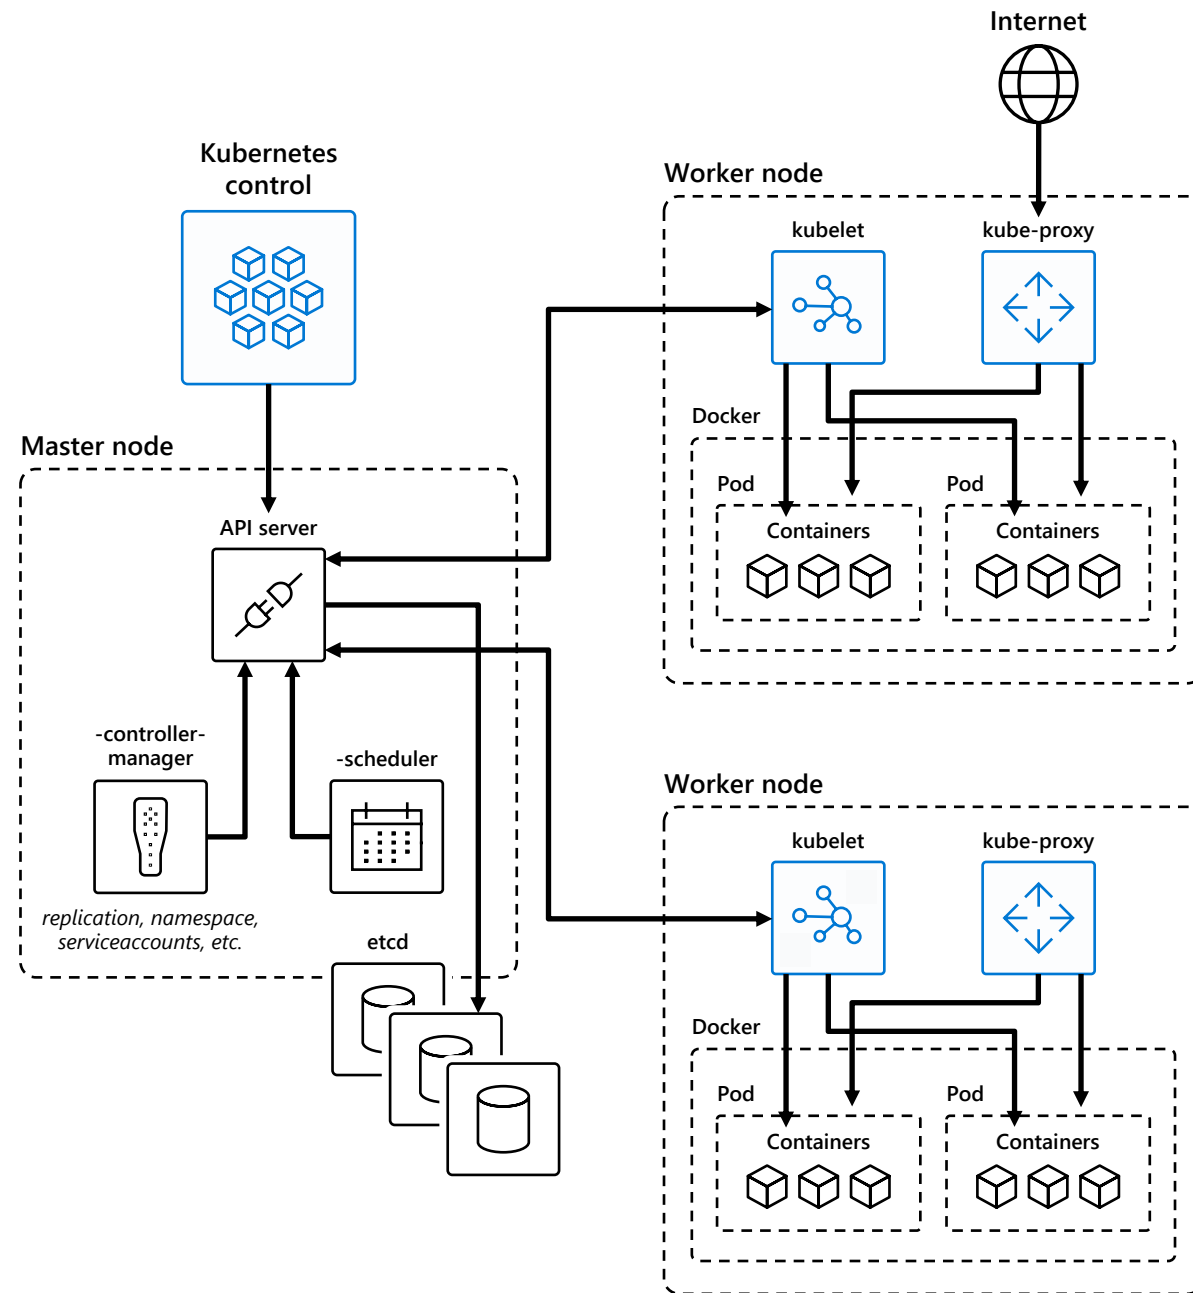 Internet
Kubernetes
control
Worker node
kubelet
kube-proxy
Docker
Pod
Pod
Containers
Containers
Master node
API server
-controller-
manager
-scheduler
replication, namespace,
serviceaccounts, etc.
etcd
Worker node
kubelet
kube-proxy
Docker
Pod
Pod
Containers
Containers